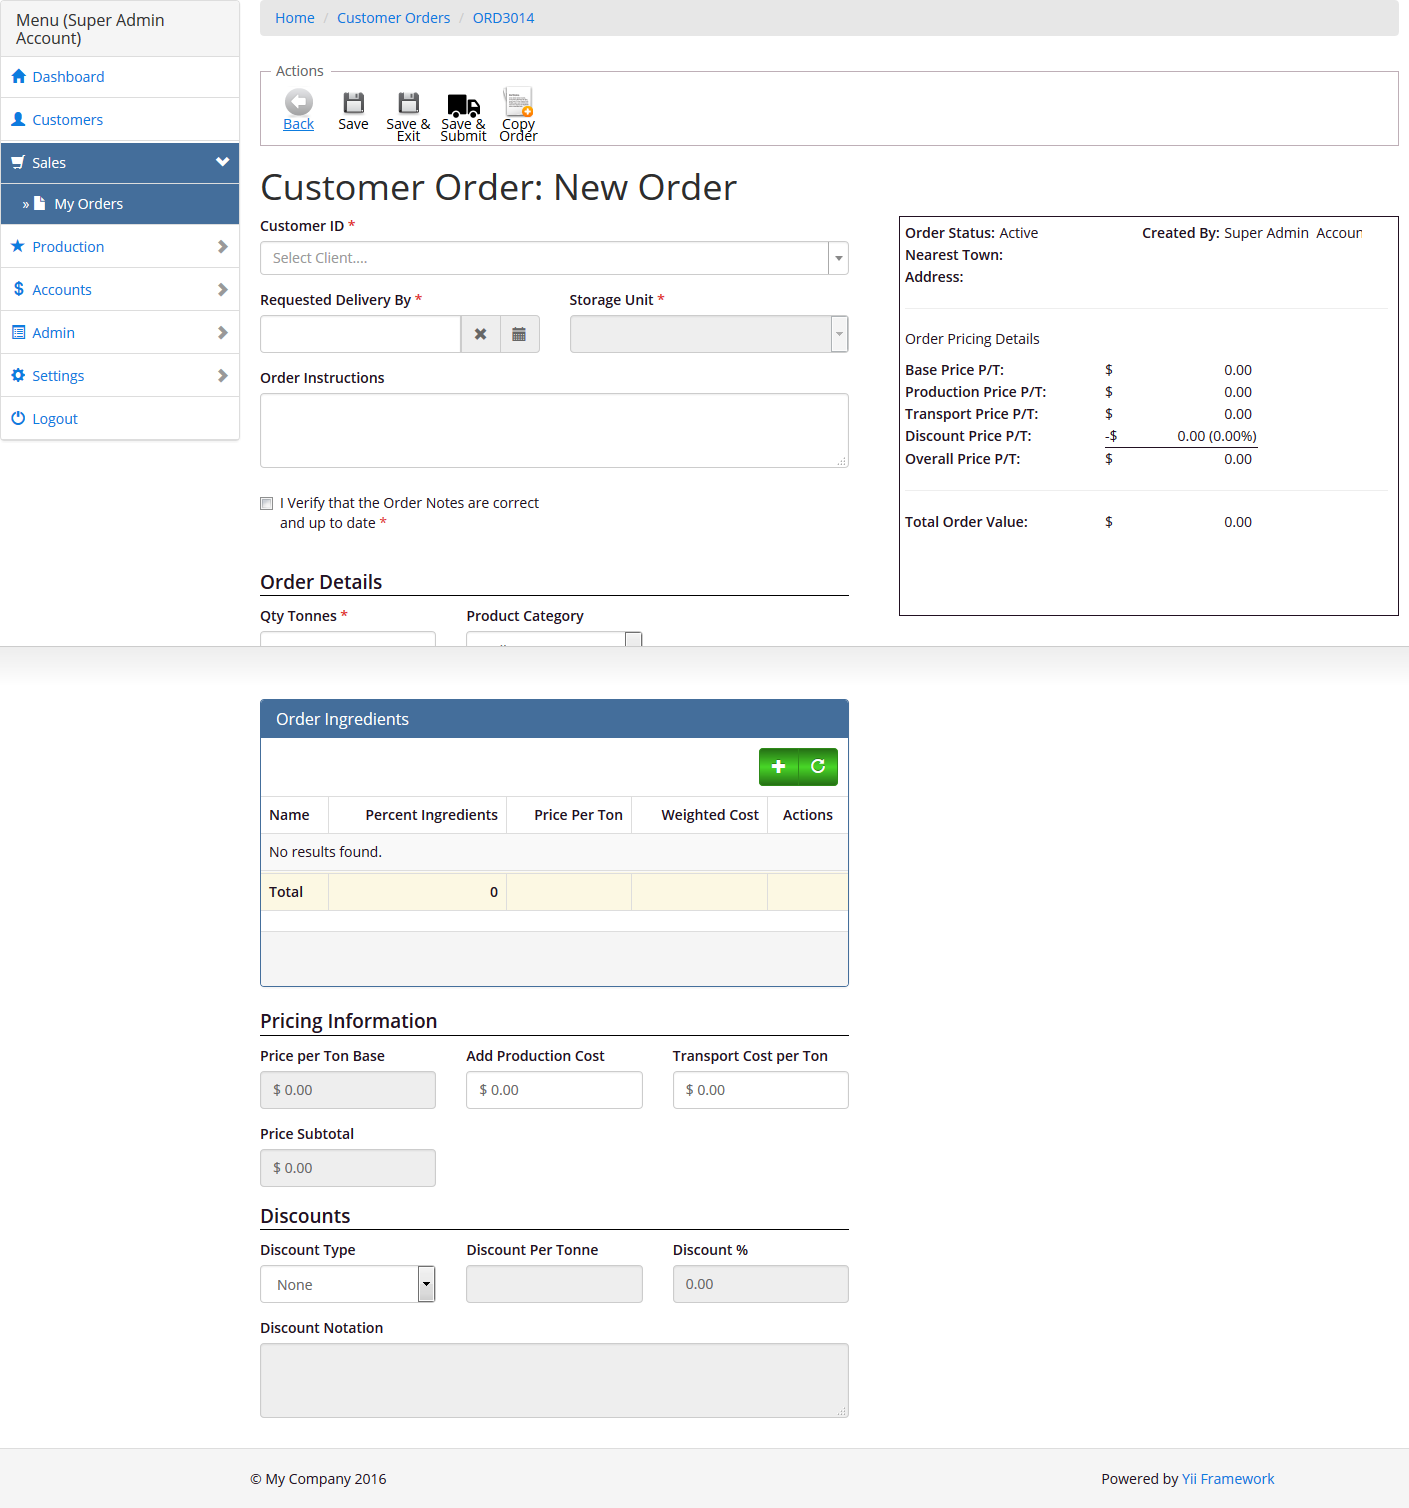 Menu (Super Admin
Account)
Dashboard
Customers
Sales
» My Orders
Production
Accounts
Admin
Settings
Logout
Home / Customer Orders / ORD3014
Actions
Back
Save
Save &
Exit
Save &
Submit
Copy
Order
Customer Order: New Order
Customer ID *
Select Client....
Requested Delivery By *
Storage Unit *
Order Instructions
I Verify that the Order Notes are correct
and up to date *
Order Details
Qty Tonnes *
Product Category
Order Status: Active
Created By: Super Admin Accoun
Nearest Town:
Address:
Order Pricing Details
Base Price P/T: $ 0.00
Production Price P/T: $ 0.00
Transport Price P/T: $ 0.00
Discount Price P/T: -$ 0.00 (0.00%)
Overall Price P/T: $ 0.00
Total Order Value: $ 0.00
Order Ingredients
Name Percent Ingredients Price Per Ton Weighted Cost Actions
No results found.
Total 0
Pricing Information
Price per Ton Base Add Production Cost Transport Cost per Ton
$ 0.00 $ 0.00 $ 0.00
Price Subtotal
$ 0.00
Discounts
Discount Type Discount Per Tonne Discount %
None 0.00
Discount Notation
© My Company 2016
Powered by Yii Framework